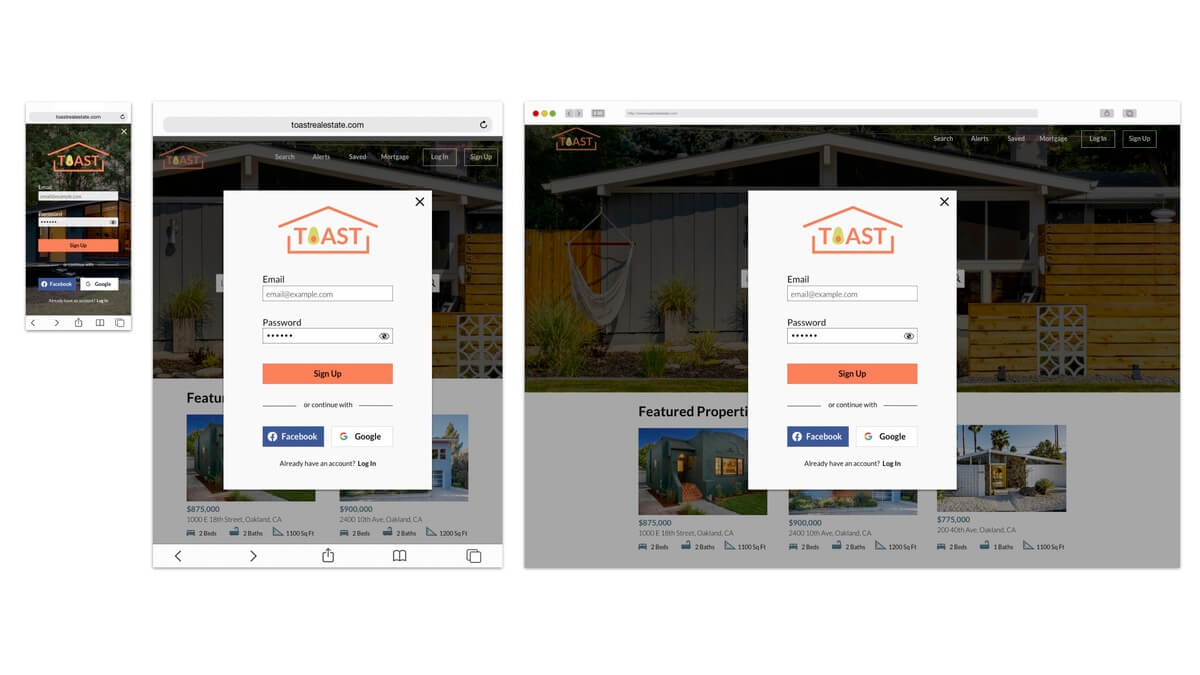 toastrealestate.com
TOAST
Email
email@example.com
Password
Sign Up
or continue with
Facebook
Google
Already have an account? Log In
toastrealestate.com
TOAST
Search Alerts Saved Mortgage Log In Sign Up
TOAST
Email
email@example.com
Password
Sign Up
or continue with
Facebook Google
Already have an account? Log In
Featu
$875,000
1000 E 18th Street, Oakland, CA
2 Beds 2 Baths 1100 Sq Ft
$900,000
2400 10th Ave, Oakland, CA
2 Beds 2 Baths 1200 Sq Ft
TOAST
Search Alerts Saved Mortgage Log In Sign Up
TOAST
Email
email@example.com
Password
Sign Up
or continue with
Facebook Google
Already have an account? Log In
Featured Properti
$875,000
1000 E 18th Street, Oakland, CA
2 Beds 2 Baths 1100 Sq Ft
$900,000
2400 10th Ave, Oakland, CA
2 Beds 2 Baths 1200 Sq Ft
$775,000
200 40th Ave, Oakland, CA
2 Beds 1 Baths 1100 Sq Ft